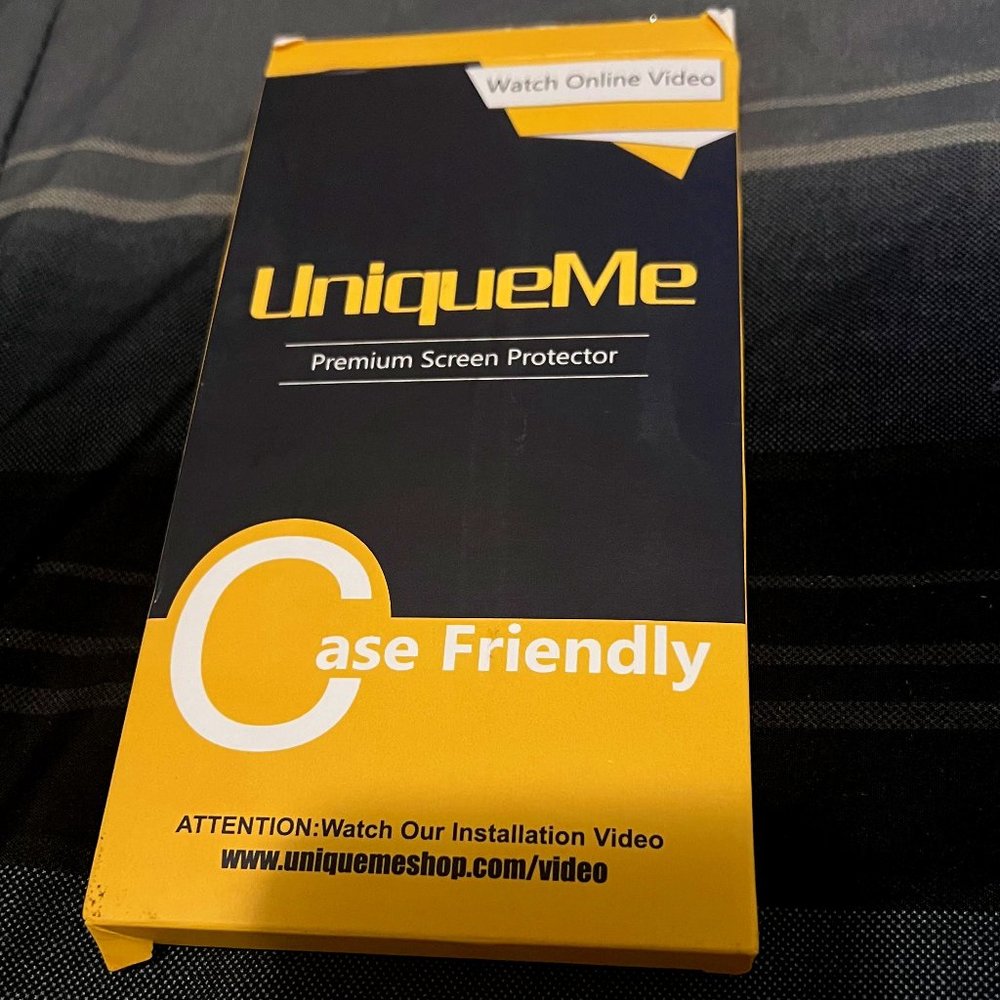 Watch Online Video
UniqueMe
Premium Screen Protector
Case Friendly
ATTENTION:Watch Our Installation Video
www.uniquemeshop.com/video